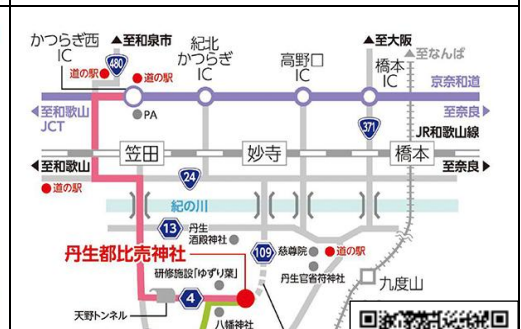 かつらぎ西
IC
▲至和泉市
紀北
かつらぎ
IC
高野口
IC
▲至大阪
橋本
IC
▲至なんば
道の駅
480
道の駅
京奈和道
◀至和歌山
JCT
PA
至奈良▶
371
JR和歌山線
◀至和歌山
笠田
妙寺
橋本
至奈良▶
道の駅
24
紀の川
13
丹生
酒殿神社
丹生都比売神社
109
慈尊院
道の駅
丹生官省符神社
研修施設「ゆずり葉」
九度山
4
天野トンネル
八幡神社